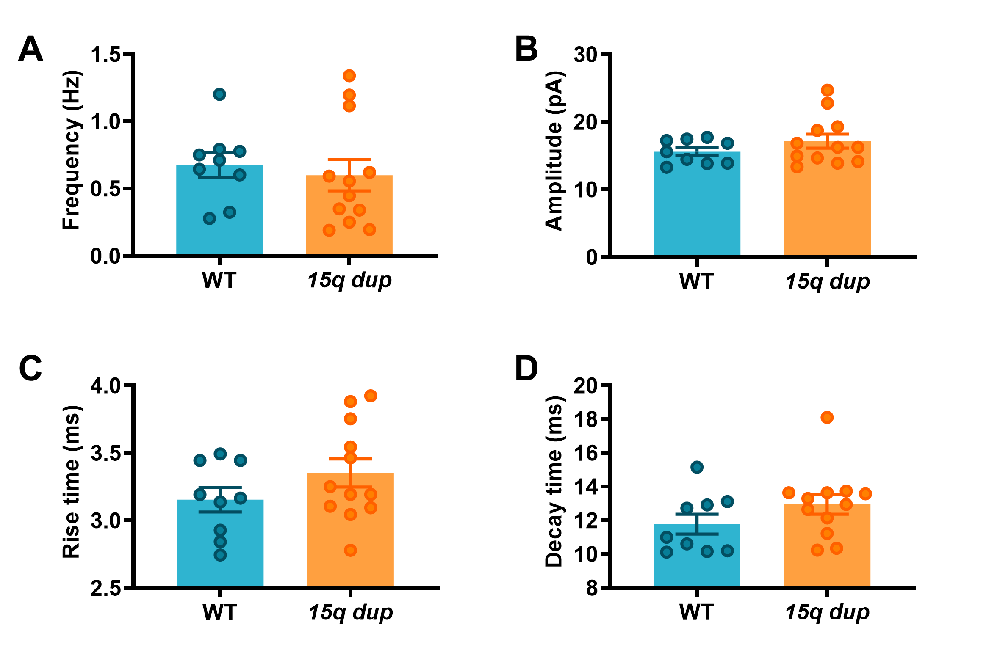 A
Frequency (Hz)
1.5
1.0
0.5
0.0
WT
15q dup
B
Amplitude (pA)
30
20
10
0
WT
15q dup
C
Rise time (ms)
4.0
3.5
3.0
2.5
WT
15q dup
D
Decay time (ms)
20
18
16
14
12
10
8
WT
15q dup